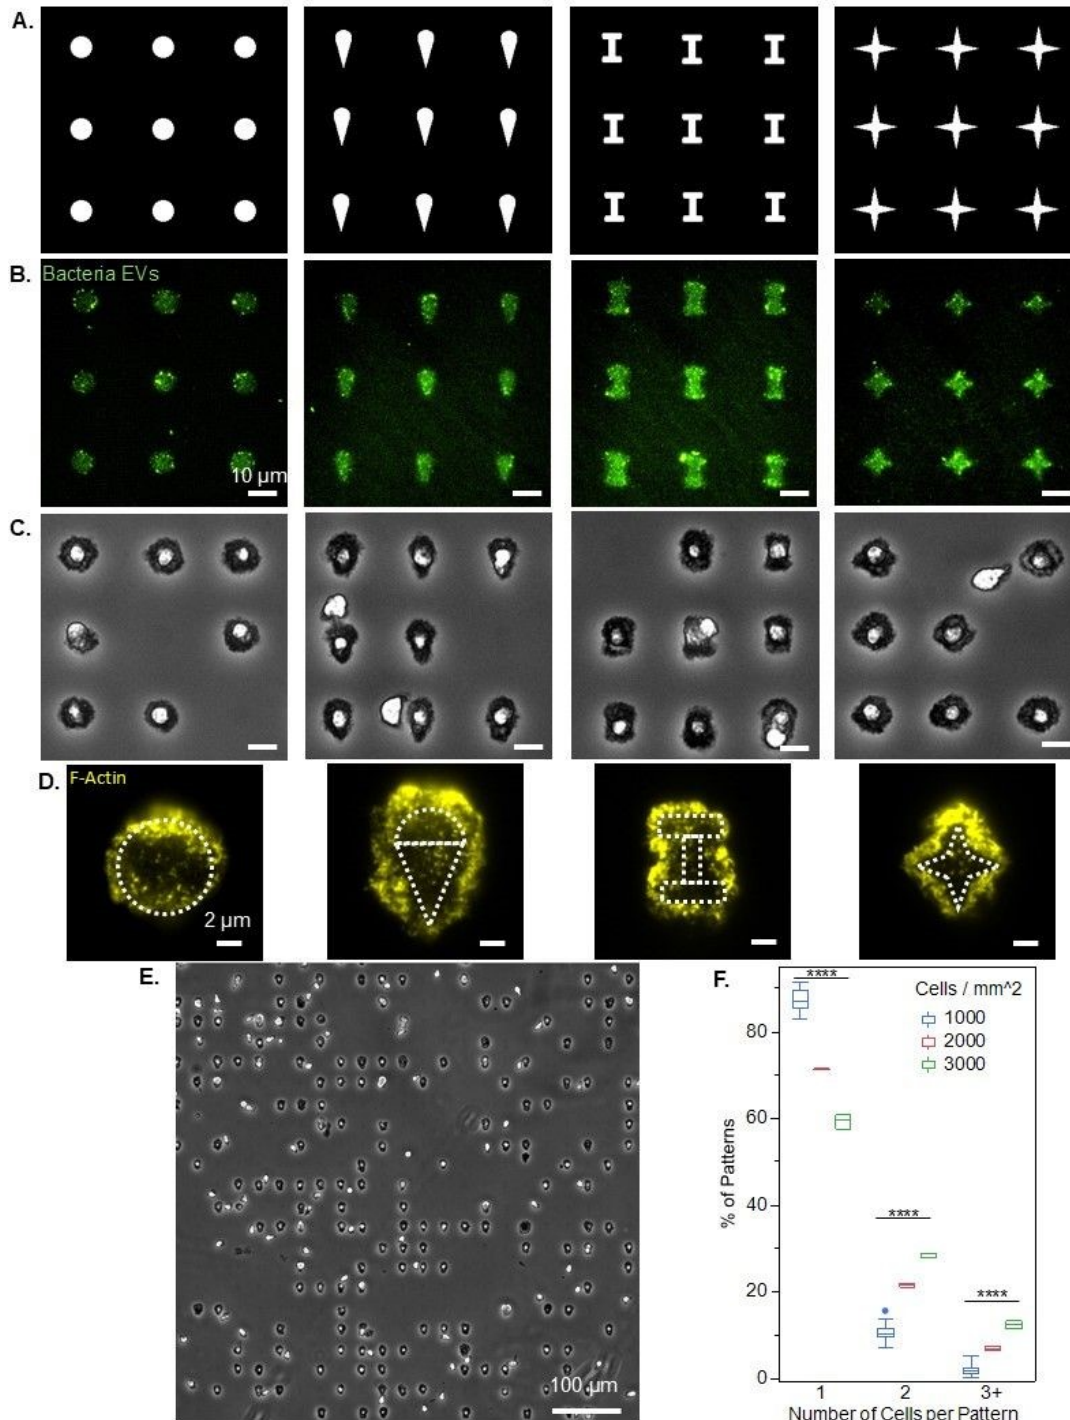 A.
B.
Bacteria EVs
10 µm
C.
D.
F-Actin
2 µm
E.
100 µm
F.
****
Cells / mm^2
1000
2000
3000
80
60
40
20
0
% of Patterns
****
****
1
2
3+
Number of Cells per Pattern